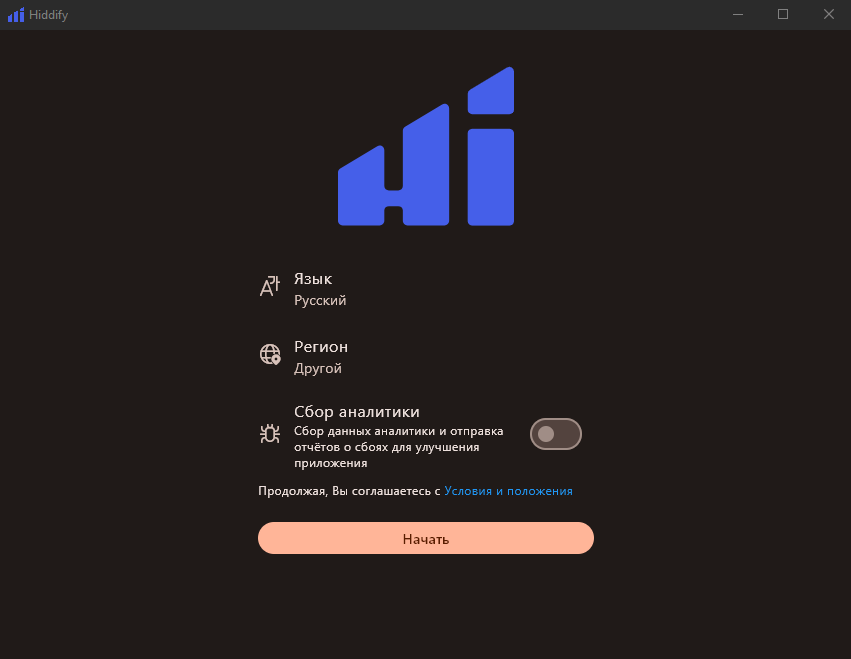 Hiddify
Hi
Язык
Русский
Регион
Другой
Сбор аналитики
Сбор данных аналитики и отправка
отчётов о сбоях для улучшения
приложения
Продолжая, Вы соглашаетесь с Условия и положения
Начать